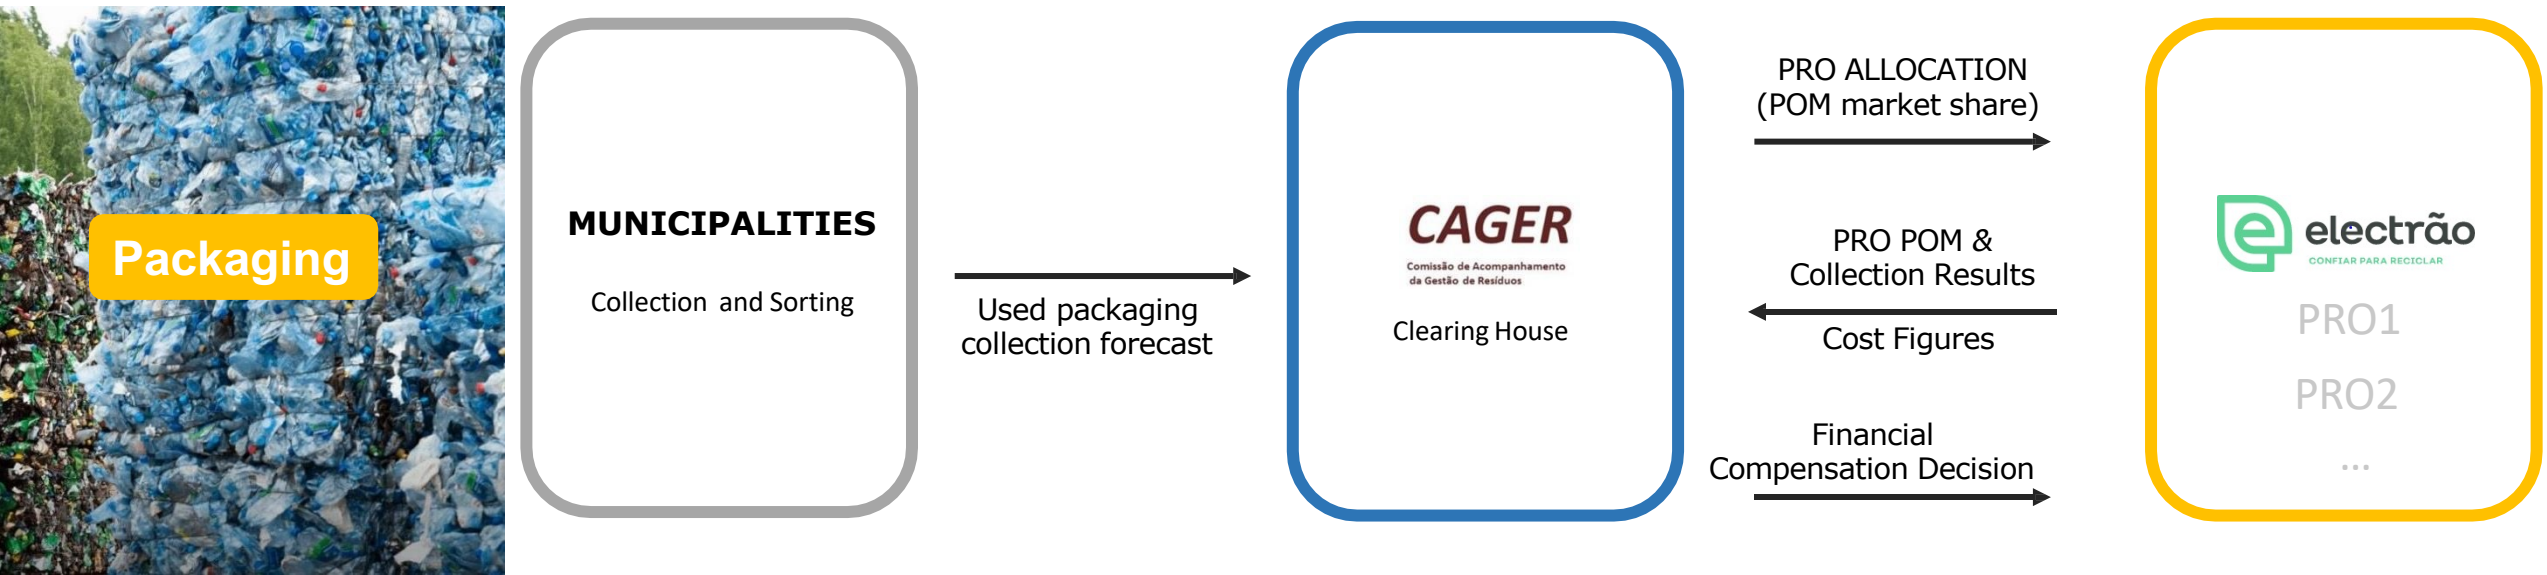 Packaging
MUNICIPALITIES
Collection and Sorting
Used packaging
collection forecast
CAGER
Comissão de Acompanhamento
da Gestão de Resíduos
Clearing House
PRO ALLOCATION
(POM market share)
PRO POM &
Collection Results
Cost Figures
Financial
Compensation Decision
e
electrão
CONFIAR PARA RECICLAR
PRO1
PRO2
...